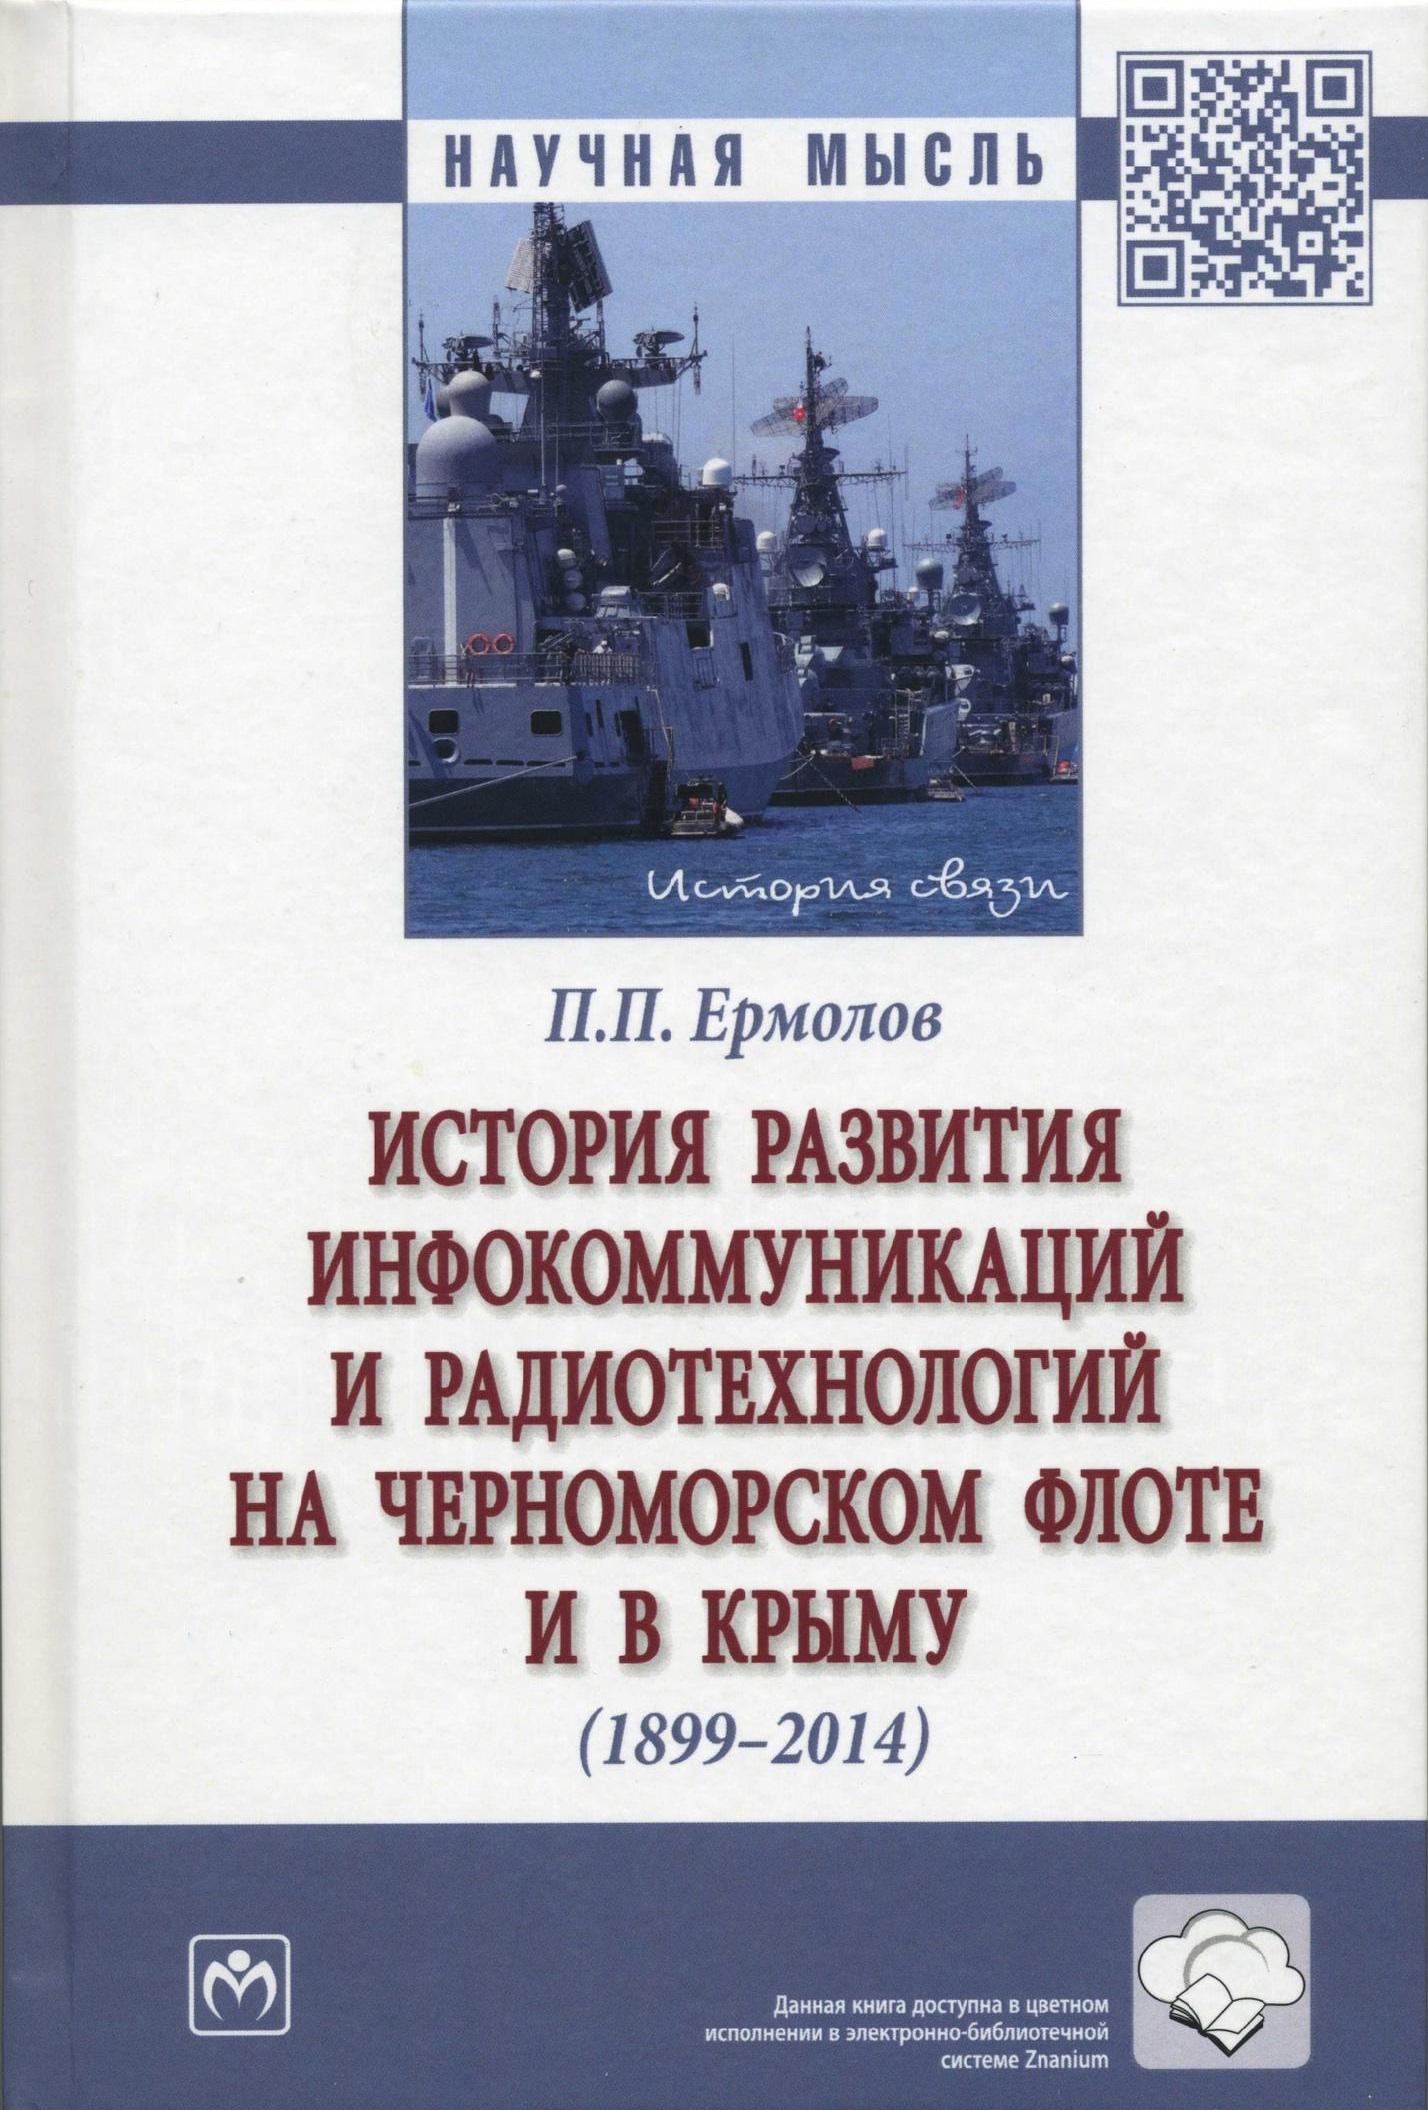 НАУЧНАЯ МЫСЛЬ
История связи
П.П. Ермолов
ИСТОРИЯ РАЗВИТИЯ
ИНФОКОММУНИКАЦИЙ
И РАДИОТЕХНОЛОГИЙ
НА ЧЕРНОМОРСКОМ ФЛОТЕ
И В КРЫМУ
(1899–2014)
Данная книга доступна в цветном
исполнении в электронно-библиотечной
системе Znanium